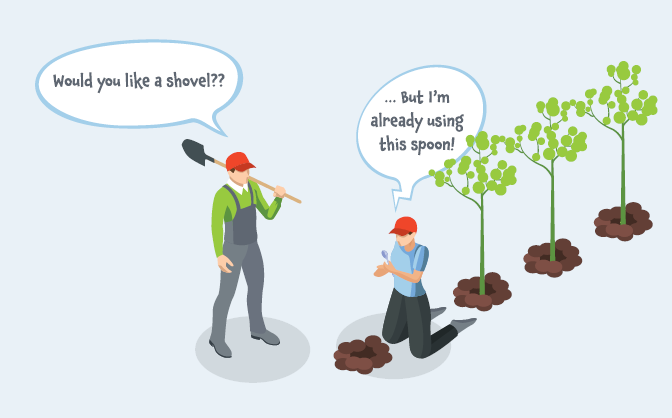 Would you like a shovel??
... But I'm
already using
this spoon!